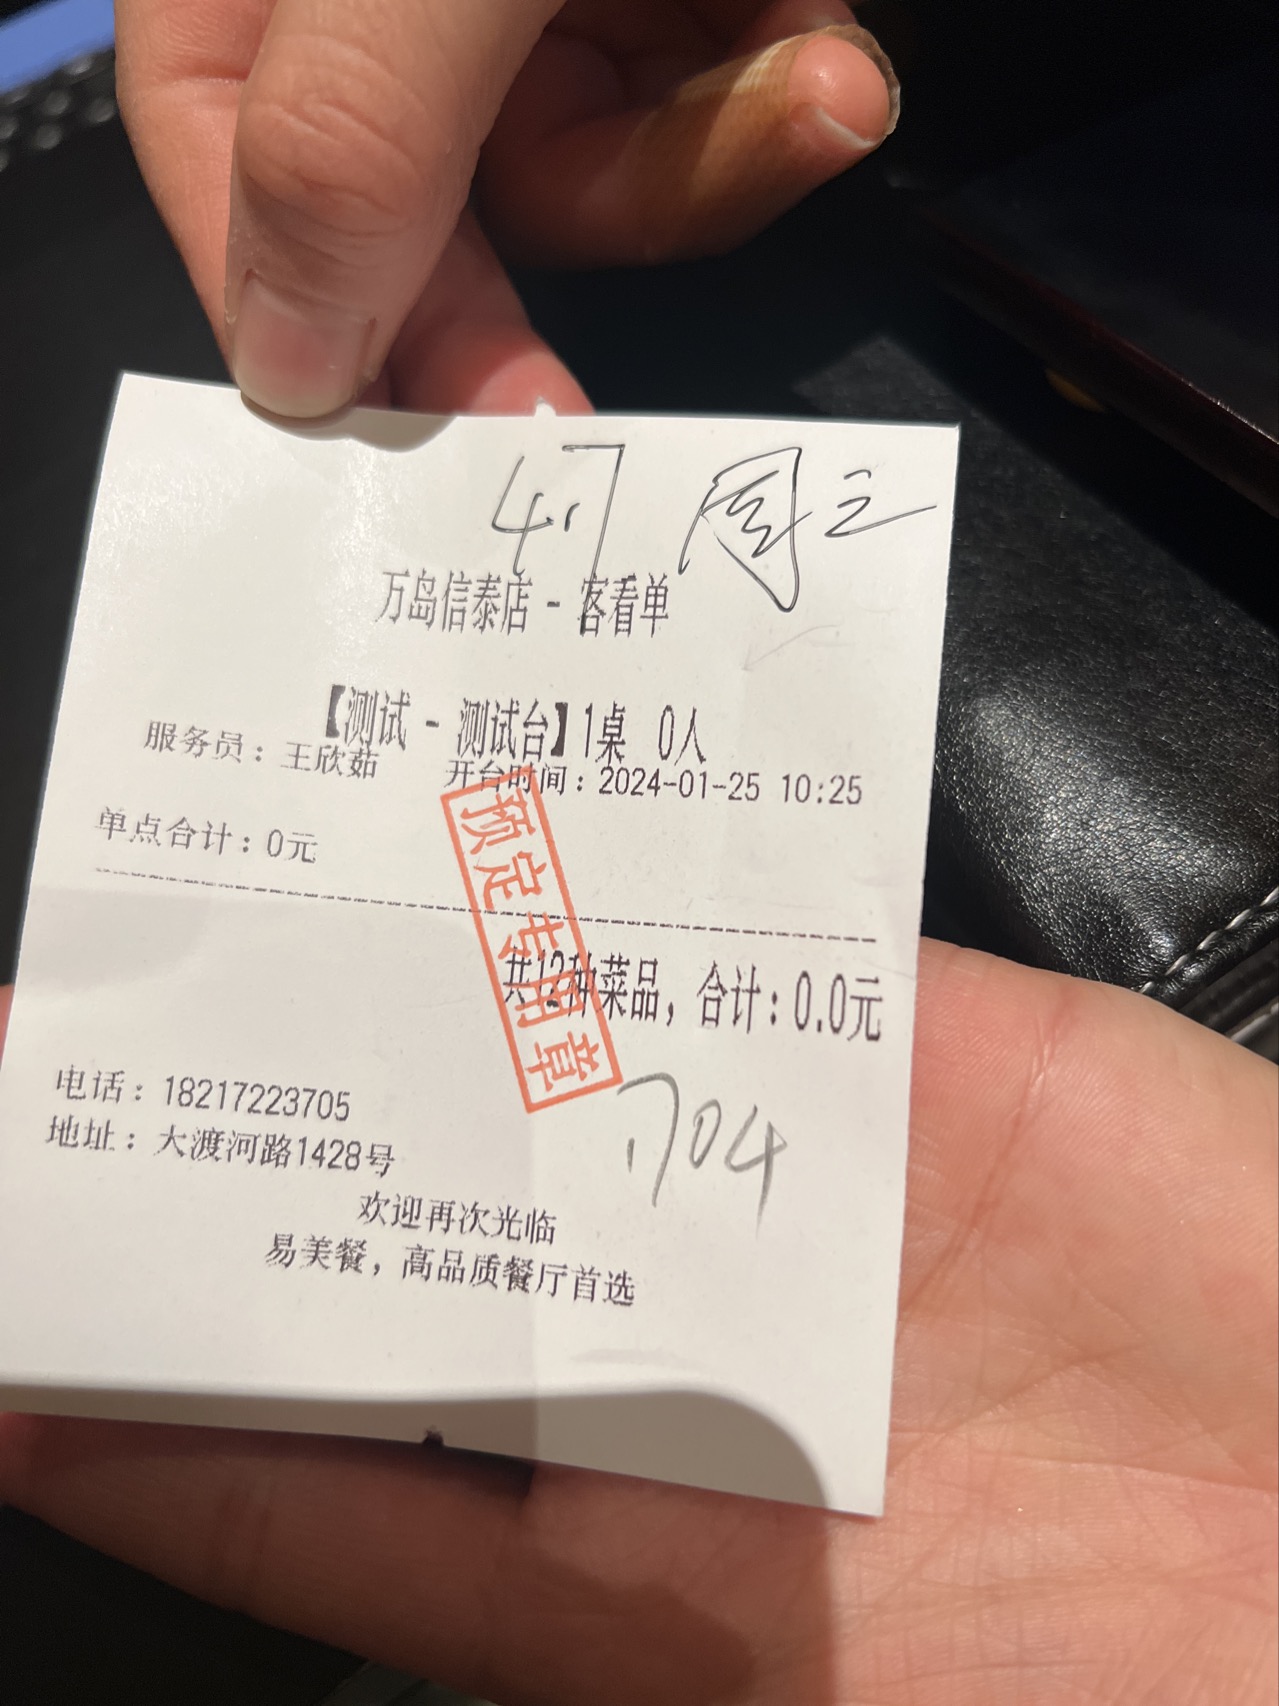 4.17 周三
万岛信泰店 - 客看单
【测试 - 测试台】1桌 0人
服务员：王欣茹 开台时间：2024-01-25 10:25
单点合计：0元
预定专用章
共12种菜品，合计：0.0元
704
电话：18217223705
地址：大渡河路1428号
欢迎再次光临
易美餐，高品质餐厅首选